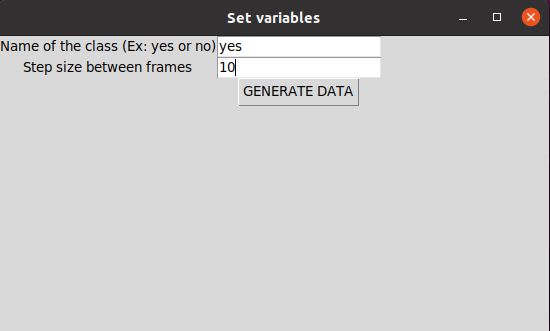 Set variables
Name of the class (Ex: yes or no) yes
Step size between frames 10
GENERATE DATA